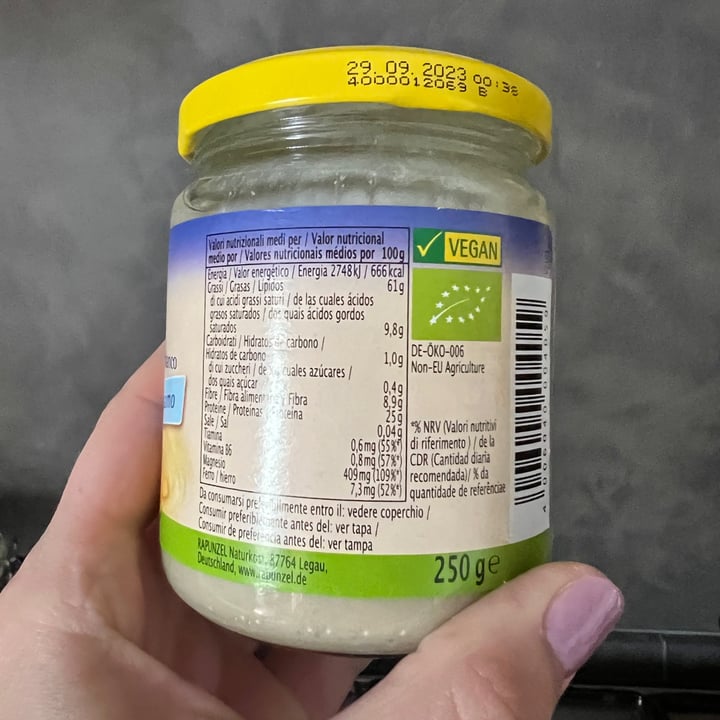 29. 09. 2023 00:36
4000012069 B
Valori nutrizionali medi per / Valor nutricional
medio por / Valores nutricionais médios por 100g
Energia / Valor energético / Energia 2748kJ / 666kcal
Grassi / Grasas / Lípidos 61g
di cui acidi grassi saturi / de las cuales ácidos
grasos saturados / dos quais ácidos gordos
saturados 9,8g
Carboidrati / Hidratos de carbono /
Hidratos de carbono 1,0g
di cui zuccheri / de cuales azúcares /
dos quais açúcar 0,4g
Fibre / Fibra alimentaria / Fibra 8,9g
Proteine / Proteínas / Proteína 25g
Sale / Sal 0,04g
Tiamina 0,6mg (55%*)
Vitamina B6 0,8mg (57%*)
Magnesio 409mg (109%*)
Ferro / hierro 7,3mg (52%*)
Da consumarsi preferibilmente entro il: vedere coperchio /
Consumir preferiblemente antes del: ver tapa /
Consumir de preferência antes del: ver tampa
RAPUNZEL Naturkost, 87764 Legau,
Deutschland, www.rapunzel.de
VEGAN
DE-ÖKO-006
Non-EU Agriculture
*% NRV (Valori nutritivi
di riferimento) / de la
CDR (Cantidad diaria
recomendada)/ % da
quantidade de referênciae
250 g e